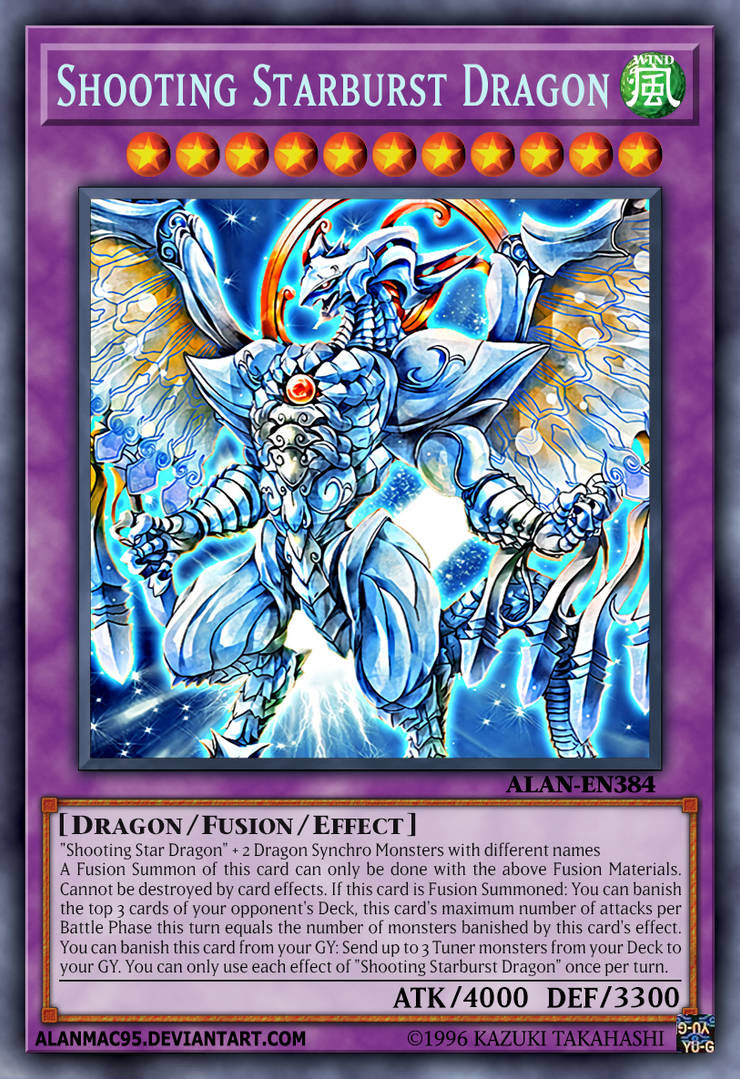 SHOOTING STARBURST DRAGON
WIND
風
ALAN-EN384
[DRAGON/FUSION/EFFECT]
"Shooting Star Dragon" + 2 Dragon Synchro Monsters with different names
A Fusion Summon of this card can only be done with the above Fusion Materials.
Cannot be destroyed by card effects. If this card is Fusion Summoned: You can banish
the top 3 cards of your opponent's Deck, this card's maximum number of attacks per
Battle Phase this turn equals the number of monsters banished by this card's effect.
You can banish this card from your GY: Send up to 3 Tuner monsters from your Deck to
your GY. You can only use each effect of "Shooting Starburst Dragon" once per turn.
ATK/4000 DEF/3300
ALANMAC95.DEVIANTART.COM
©1996 KAZUKI TAKAHASHI
YU-G